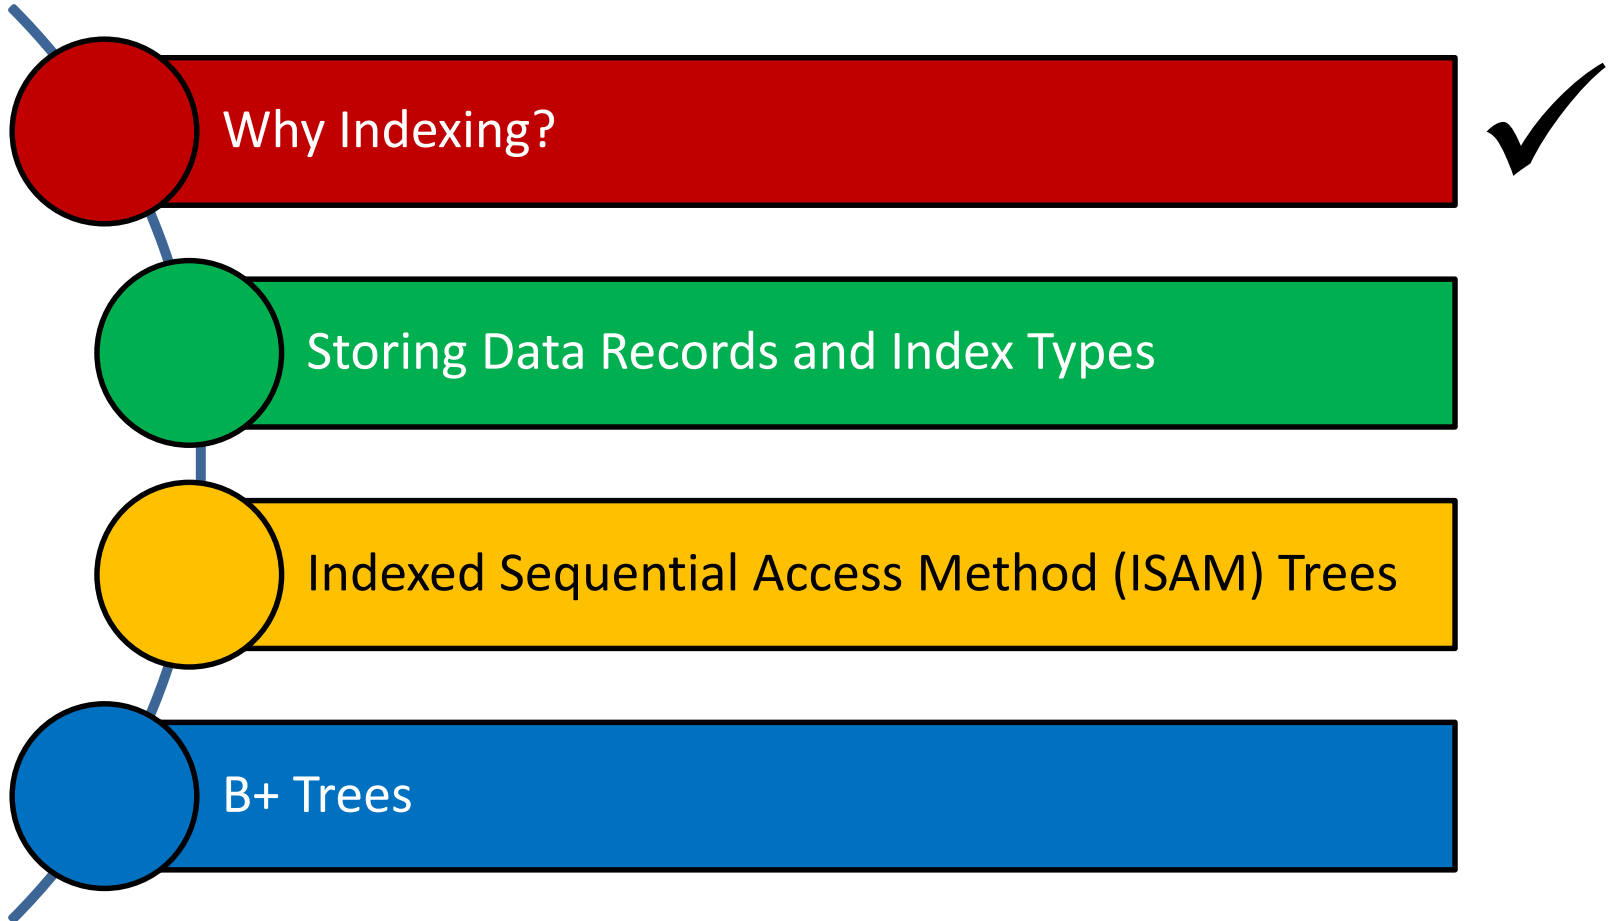 Why Indexing?
Storing Data Records and Index Types
Indexed Sequential Access Method (ISAM) Trees
B+ Trees